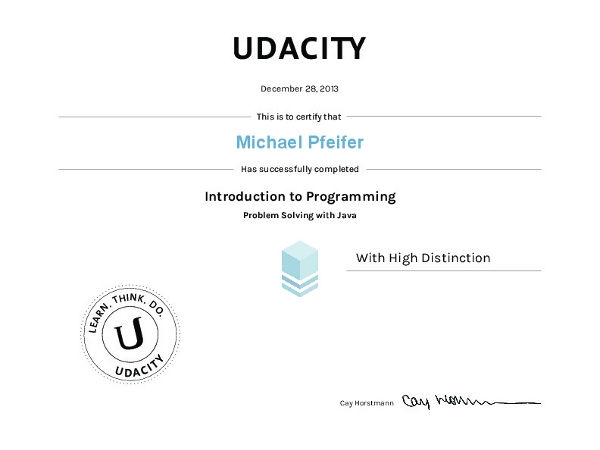 UDACITY
December 28, 2013
This is to certify that
Michael Pfeifer
Has successfully completed
Introduction to Programming
Problem Solving with Java
With High Distinction
LEARN. THINK. DO.
U
UDACITY
Cay Horstmann Cay Horstmann